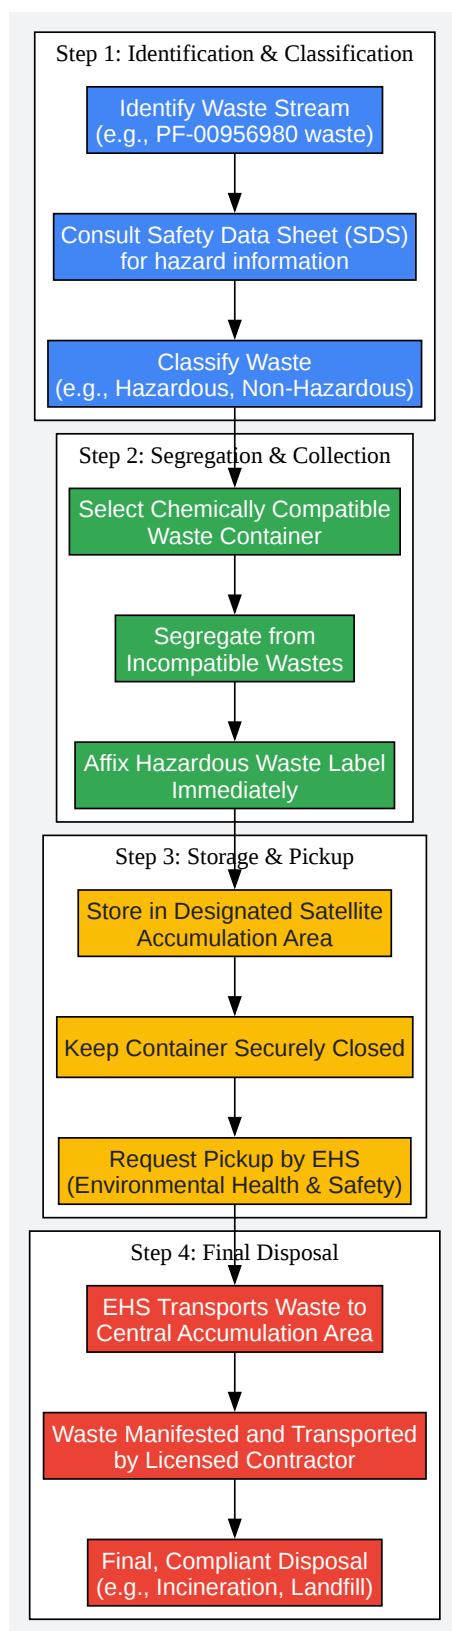 Step 1: Identification & Classification
Identify Waste Stream
(e.g., PF-00956980 waste)
Consult Safety Data Sheet (SDS)
for hazard information
Classify Waste
(e.g., Hazardous, Non-Hazardous)
Step 2: Segregation & Collection
Select Chemically Compatible
Waste Container
Segregate from
Incompatible Wastes
Affix Hazardous Waste Label
Immediately
Step 3: Storage & Pickup
Store in Designated Satellite
Accumulation Area
Keep Container Securely Closed
Request Pickup by EHS
(Environmental Health & Safety)
Step 4: Final Disposal
EHS Transports Waste to
Central Accumulation Area
Waste Manifested and Transported
by Licensed Contractor
Final, Compliant Disposal
(e.g., Incineration, Landfill)